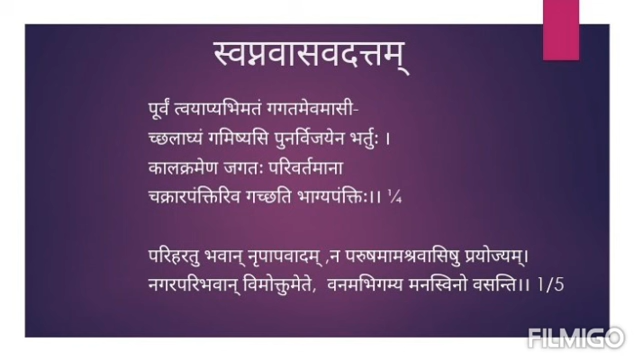 स्वप्नवासवदत्तम्
पूर्वं त्वयाप्यभिमतं गगतमेवमासी-
च्छलाघ्यं गमिष्यसि पुनर्विजयेन भर्तुः ।
कालक्रमेण जगतः परिवर्तमाना
चक्रारपंक्तिरिव गच्छति भाग्यपंक्तिः।। ¼
परिहरतु भवान् नृपापवादम् ,न परुषमामश्रवासिषु प्रयोज्यम्।
नगरपरिभवान् विमोक्तुमेते, वनमभिगम्य मनस्विनो वसन्ति।। 1/5
FILMIGO